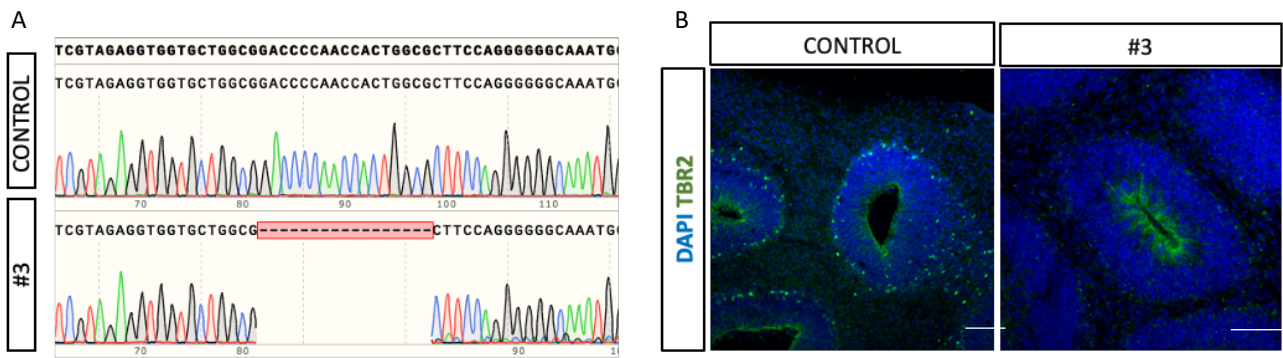 A
B
CONTROL
#3
TCGTAGAGGTGGTGCTGGCGGACCCCAACCACTGGCGCTTCCAGGGGGGCAAATG
CONTROL
TCGTAGAGGTGGTGCTGGCGGACCCCAACCACTGGCGCTTCCAGGGGGGCAAATG
70 80 90 100 110
#3
TCGTAGAGGTGGTGCTGGCG-----------------CTTCCAGGGGGGCAAATG
70 80 90
DAPI TBR2